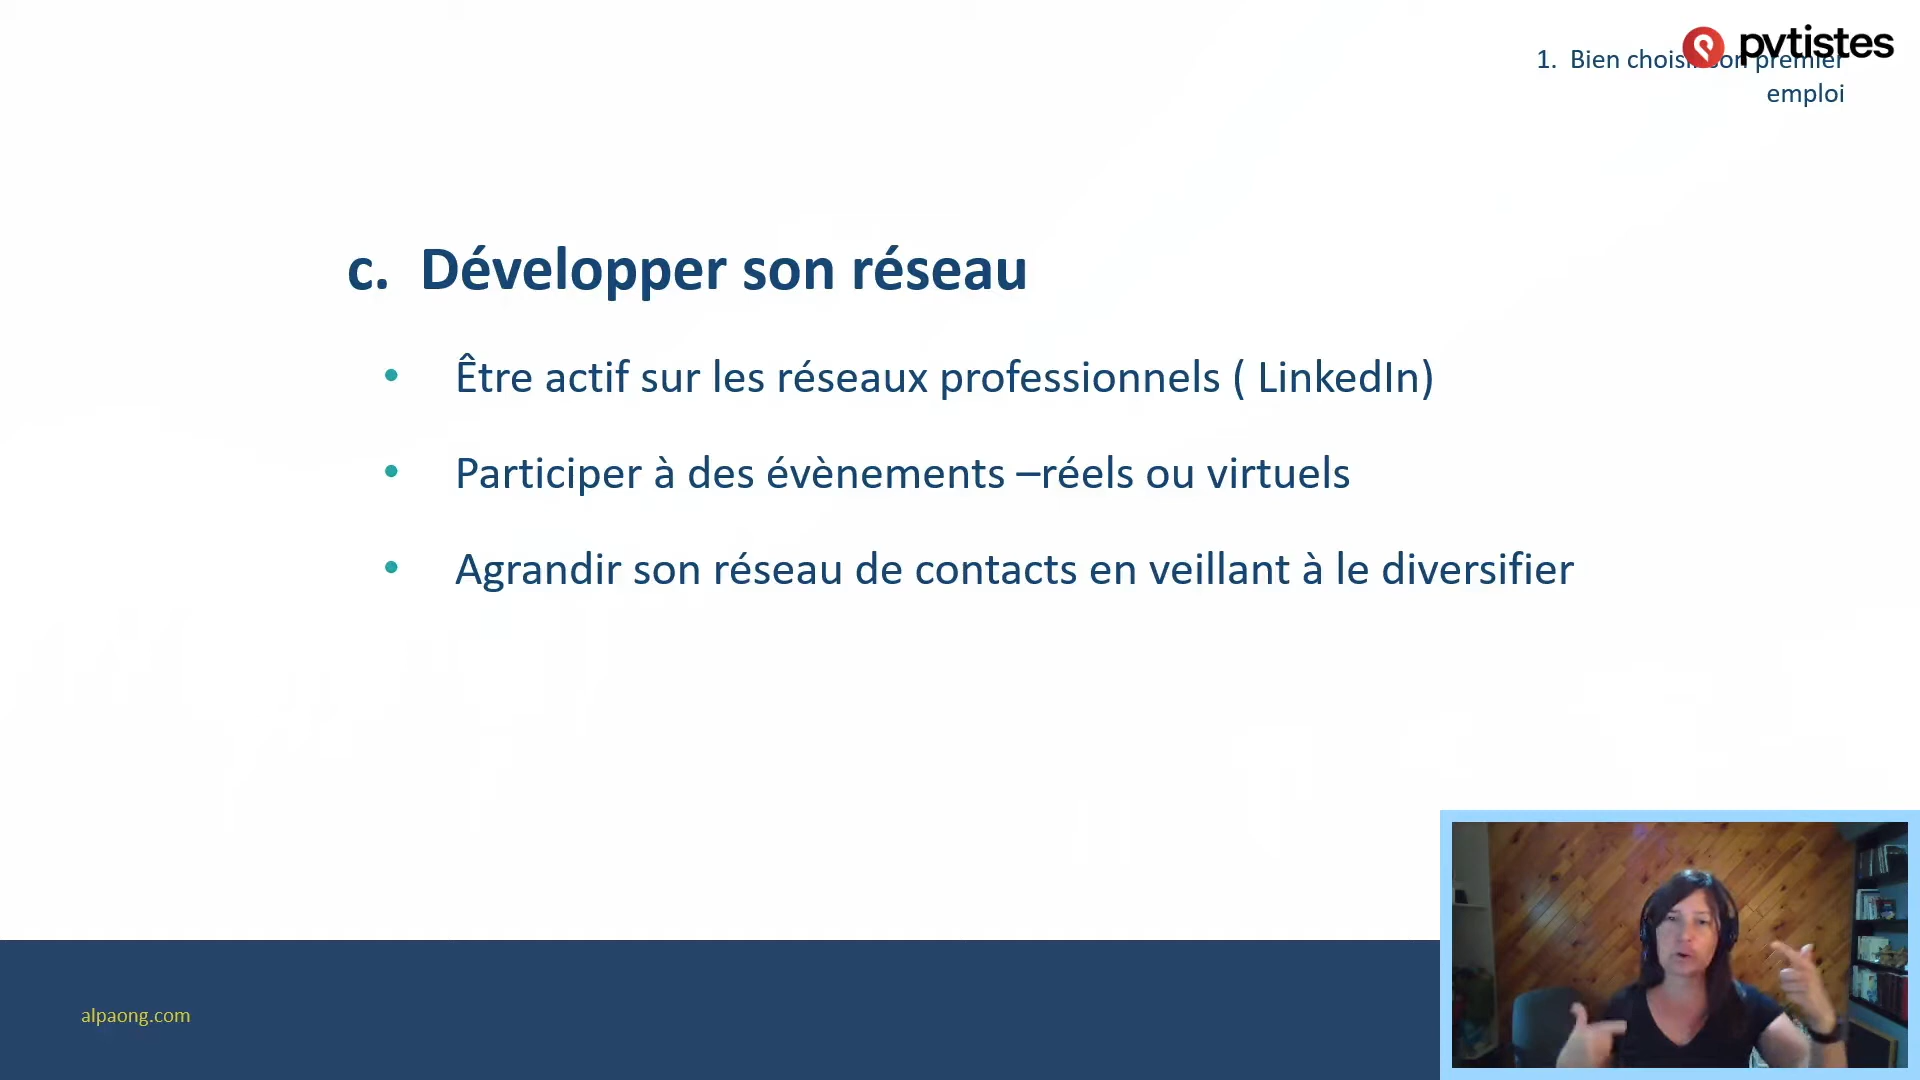 pvtistes
1. Bien choisir son premier
emploi
c. Développer son réseau
• Être actif sur les réseaux professionnels ( LinkedIn)
• Participer à des évènements –réels ou virtuels
• Agrandir son réseau de contacts en veillant à le diversifier
alpaong.com